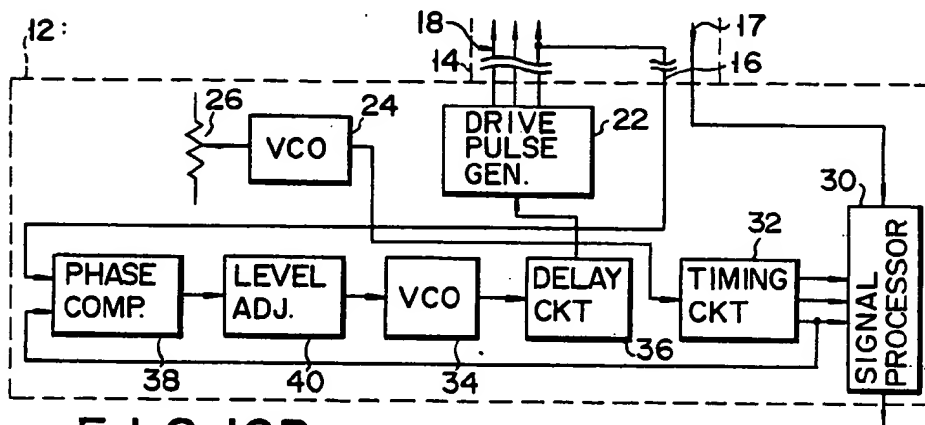 12:
18
14
17
16
26
24
VCO
DRIVE
PULSE
GEN.
22
30
SIGNAL
PROCESSOR
32
PHASE
COMP.
LEVEL
ADJ.
VCO
DELAY
CKT
TIMING
CKT
38
40
34
36